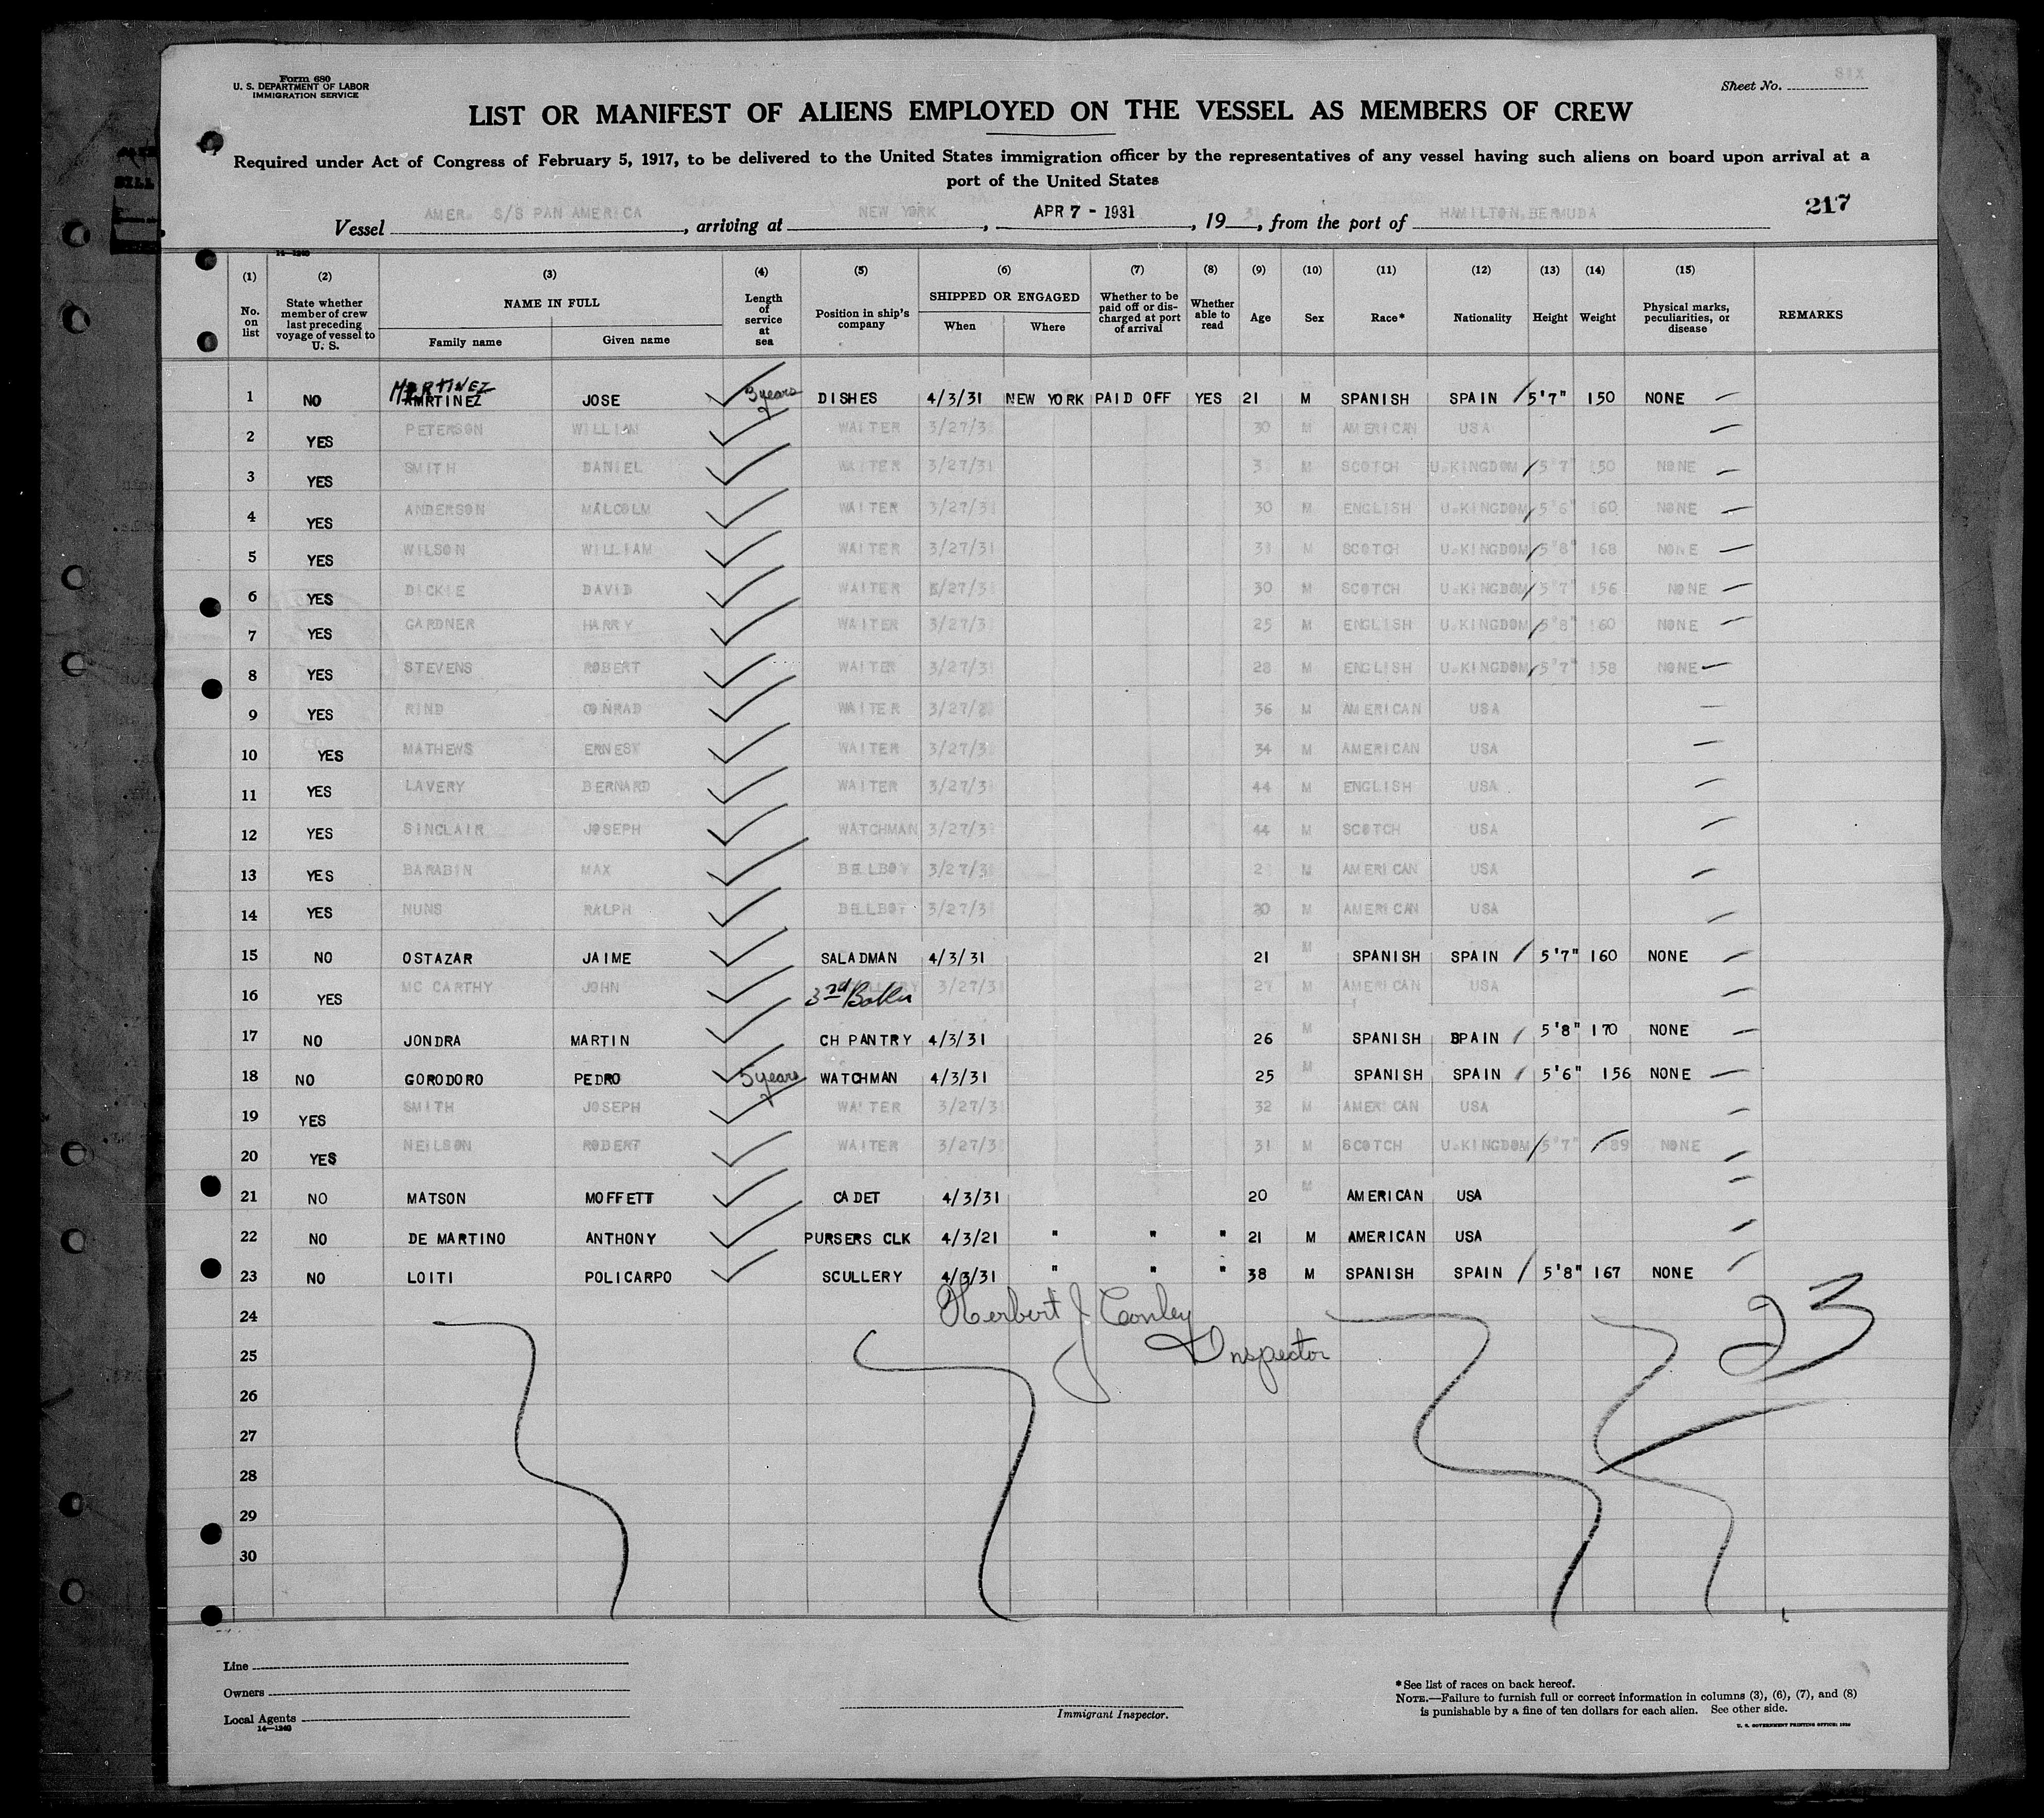 Form 680
U. S. DEPARTMENT OF LABOR
IMMIGRATION SERVICE
Sheet No. SIX
LIST OR MANIFEST OF ALIENS EMPLOYED ON THE VESSEL AS MEMBERS OF CREW
Required under Act of Congress of February 5, 1917, to be delivered to the United States immigration officer by the representatives of any vessel having such aliens on board upon arrival at a
port of the United States
217
Vessel AMER. S/S PAN AMERICA, arriving at NEW YORK, APR 7 - 1931, 19 31, from the port of HAMILTON, BERMUDA
14—1240
(1) (2) (3) (4) (5) (6) (7) (8) (9) (10) (11) (12) (13) (14) (15)
No. on list State whether member of crew last preceding voyage of vessel to U. S. NAME IN FULL Family name Given name Length of service at sea Position in ship's company SHIPPED OR ENGAGED When Where Whether to be paid off or discharged at port of arrival Whether able to read Age Sex Race* Nationality Height Weight Physical marks, peculiarities, or disease REMARKS
MARTINEZ
1 NO AMRTINEZ JOSE 3 years DISHES 4/3/31 NEW YORK PAID OFF YES 21 M SPANISH SPAIN 5'7" 150 NONE
2 YES PETERSON WILLIAM WAITER 3/27/3 30 M AMERICAN USA
3 YES SMITH DANIEL WAITER 3/27/31 3 M SCOTCH U.KINGDOM 5'7" 150 NONE
4 YES ANDERSON MALCOLM WAITER 3/27/31 30 M ENGLISH U.KINGDOM 5'6" 160 NONE
5 YES WILSON WILLIAM WAITER 3/27/31 31 M SCOTCH U.KINGDOM 5'8" 168 NONE
6 YES DICKIE DAVID WAITER 3/27/31 30 M SCOTCH U.KINGDOM 5'7" 156 NONE
7 YES GARDNER HARRY WAITER 3/27/3 25 M ENGLISH U.KINGDOM 5'8" 160 NONE
8 YES STEVENS ROBERT WAITER 3/27/31 28 M ENGLISH U.KINGDOM 5'7" 158 NONE
9 YES RIND CONRAD WAITER 3/27/3 36 M AMERICAN USA
10 YES MATHEWS ERNEST WAITER 3/27/3 34 M AMERICAN USA
11 YES LAVERY BERNARD WAITER 3/27/3 44 M ENGLISH USA
12 YES SINCLAIR JOSEPH WATCHMAN 3/27/31 44 M SCOTCH USA
13 YES BARABIN MAX BELLBOY 3/27/31 2 M AMERICAN USA
14 YES NUNS RALPH BELLBOY 3/27/31 20 M AMERICAN USA
15 NO OSTAZAR JAIME SALADMAN 4/3/31 21 M SPANISH SPAIN 5'7" 160 NONE
16 YES MC CARTHY JOHN 3rd Baker 3/27/31 27 M AMERICAN USA
17 NO JONDRA MARTIN CH PANTRY 4/3/31 26 M SPANISH SPAIN 5'8" 170 NONE
18 NO GORODORO PEDRO 5 years WATCHMAN 4/3/31 25 M SPANISH SPAIN 5'6" 156 NONE
19 YES SMITH JOSEPH WAITER 3/27/3 32 M AMERICAN USA
20 YES NEILSON ROBERT WAITER 3/27/3 31 M SCOTCH U.KINGDOM 5'7" 189 NONE
21 NO MATSON MOFFETT CADET 4/3/31 20 M AMERICAN USA
22 NO DE MARTINO ANTHONY PURSERS CLK 4/3/21 " " " 21 M AMERICAN USA
23 NO LOITI POLICARPO SCULLERY 4/3/31 " " " 38 M SPANISH SPAIN 5'8" 167 NONE
24 Herbert J Conley 23
25 Inspector
26
27
28
29
30
Line
Owners
Local Agents
14—1240
Immigrant Inspector.
*See list of races on back hereof.
NOTE.—Failure to furnish full or correct information in columns (3), (6), (7), and (8)
is punishable by a fine of ten dollars for each alien. See other side.